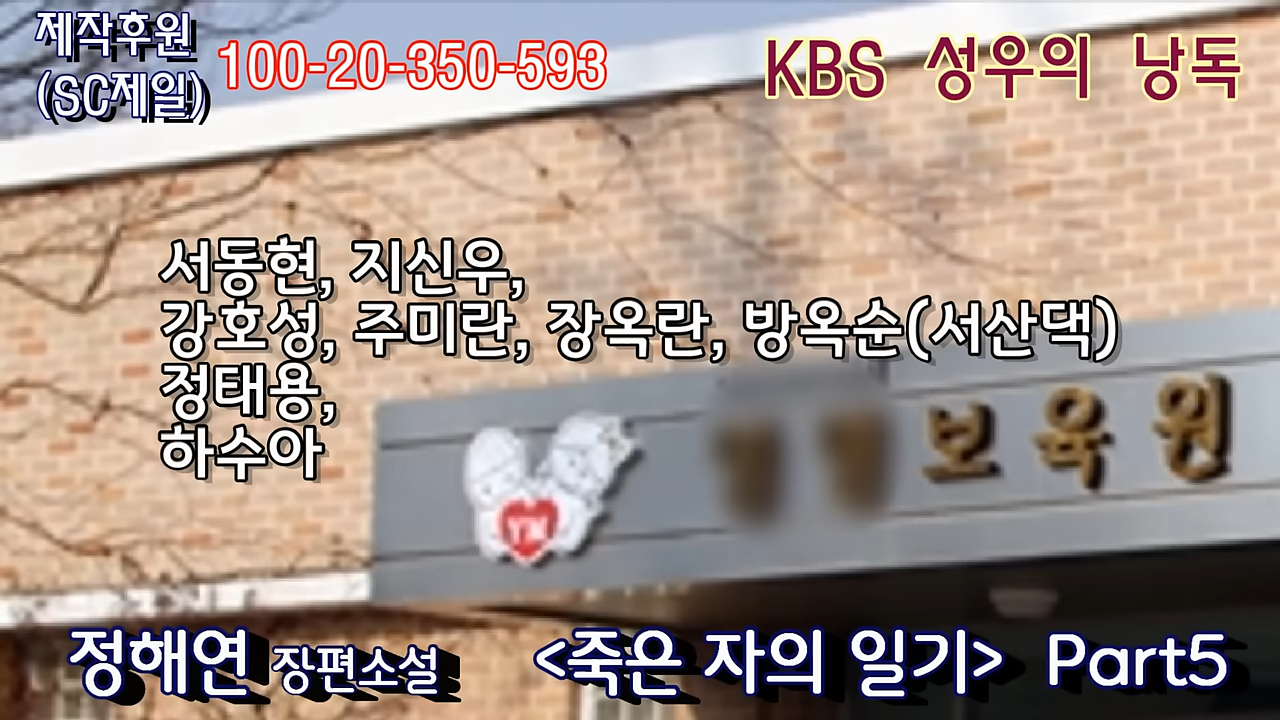 제작후원
(SC제일)
100-20-350-593
KBS 성우의 낭독
서동현, 지신우,
강호성, 주미란, 장옥란, 방옥순(서산댁)
정태용,
하수아
보육원
YM
정해연 장편소설 <죽은 자의 일기> Part5